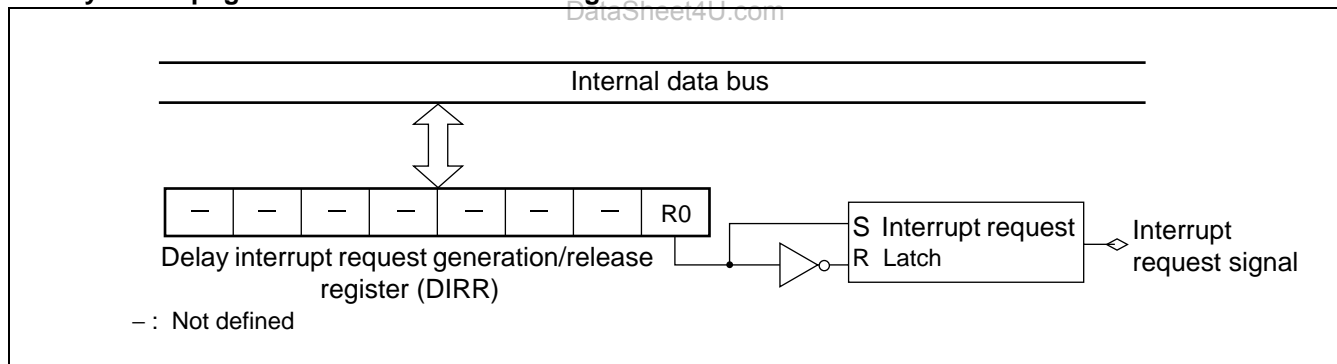 DataSheet4U.com
Internal data bus
– – – – – – – R0
Delay interrupt request generation/release
register (DIRR)
S Interrupt request
R Latch
Interrupt
request signal
– : Not defined